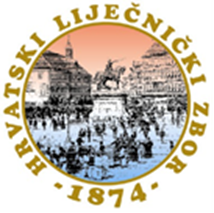 HRVATSKI LIJEČNIČKI ZBOR
- 1874 -